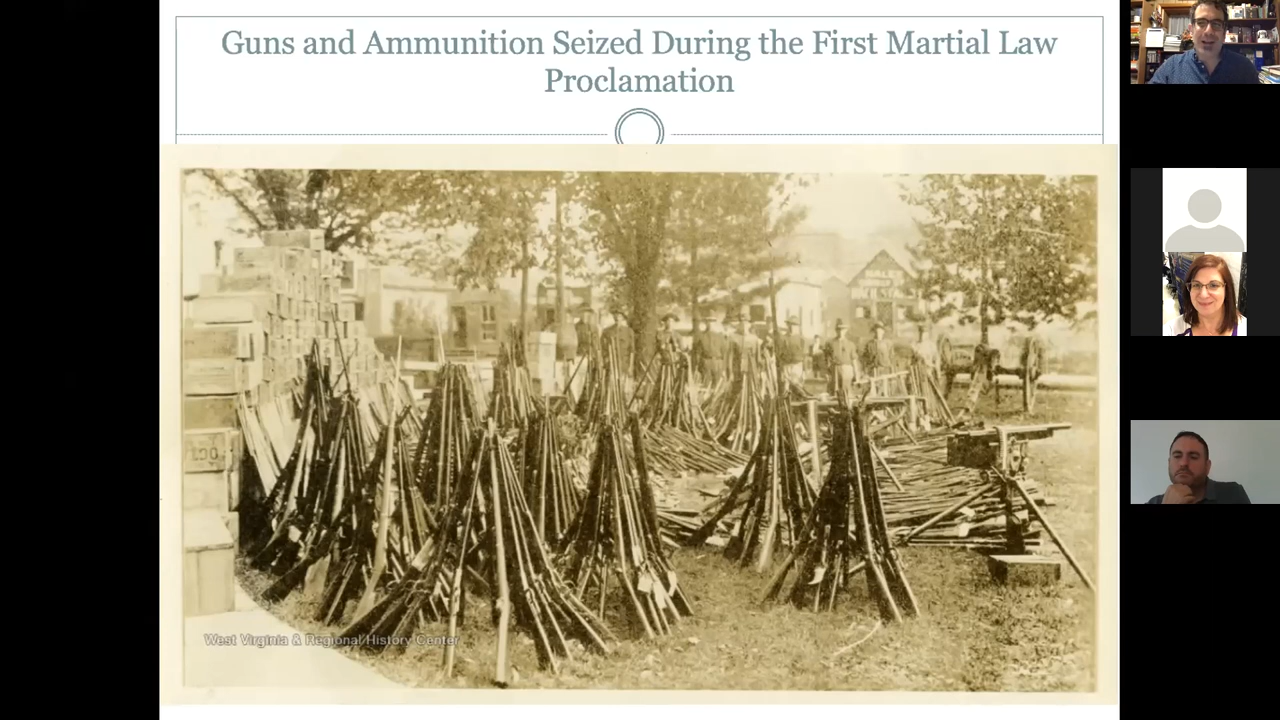 Guns and Ammunition Seized During the First Martial Law
Proclamation
West Virginia & Regional History Center